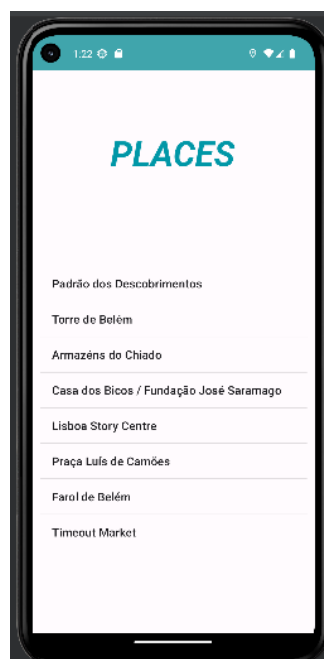 1:22
PLACES
Padrão dos Descobrimentos
Torre de Belém
Armazéns do Chiado
Casa dos Bicos / Fundação José Saramago
Lisboa Story Centre
Praça Luís de Camões
Farol de Belém
Timeout Market